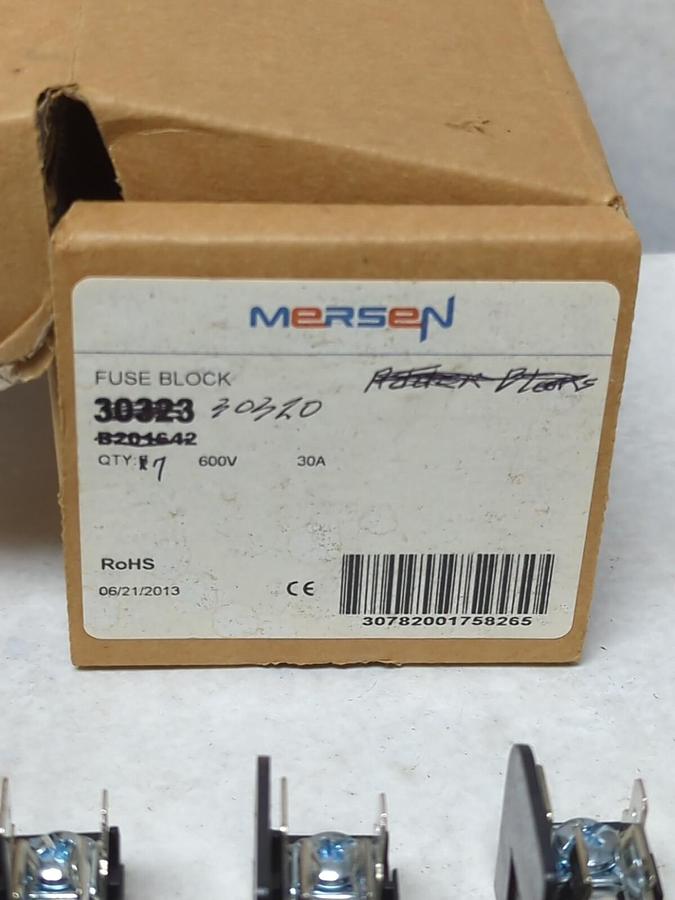 MERSEN
FUSE BLOCK
30323 30320
B201642
QTY: 7 600V 30A
RoHS
06/21/2013 CE
30782001758265